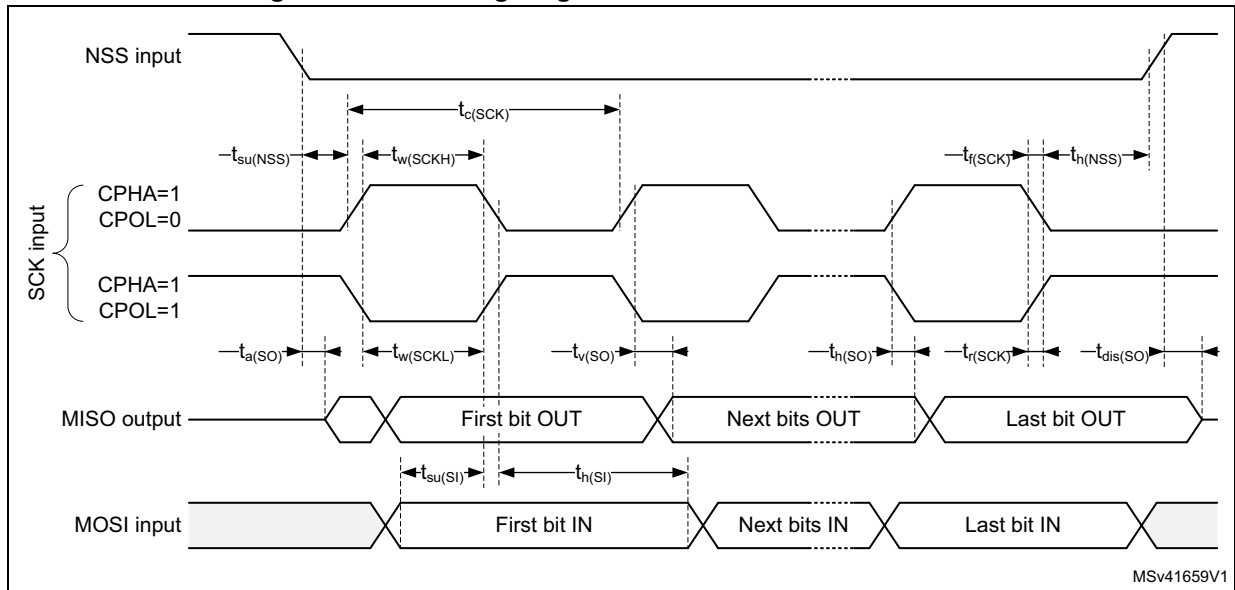 NSS input
tc(SCK)
tsu(NSS)
tw(SCKH)
tf(SCK)
th(NSS)
SCK input
CPHA=1
CPOL=0
CPHA=1
CPOL=1
ta(SO)
tw(SCKL)
tv(SO)
th(SO)
tr(SCK)
tdis(SO)
MISO output
First bit OUT
Next bits OUT
Last bit OUT
tsu(SI)
th(SI)
MOSI input
First bit IN
Next bits IN
Last bit IN
MSv41659V1